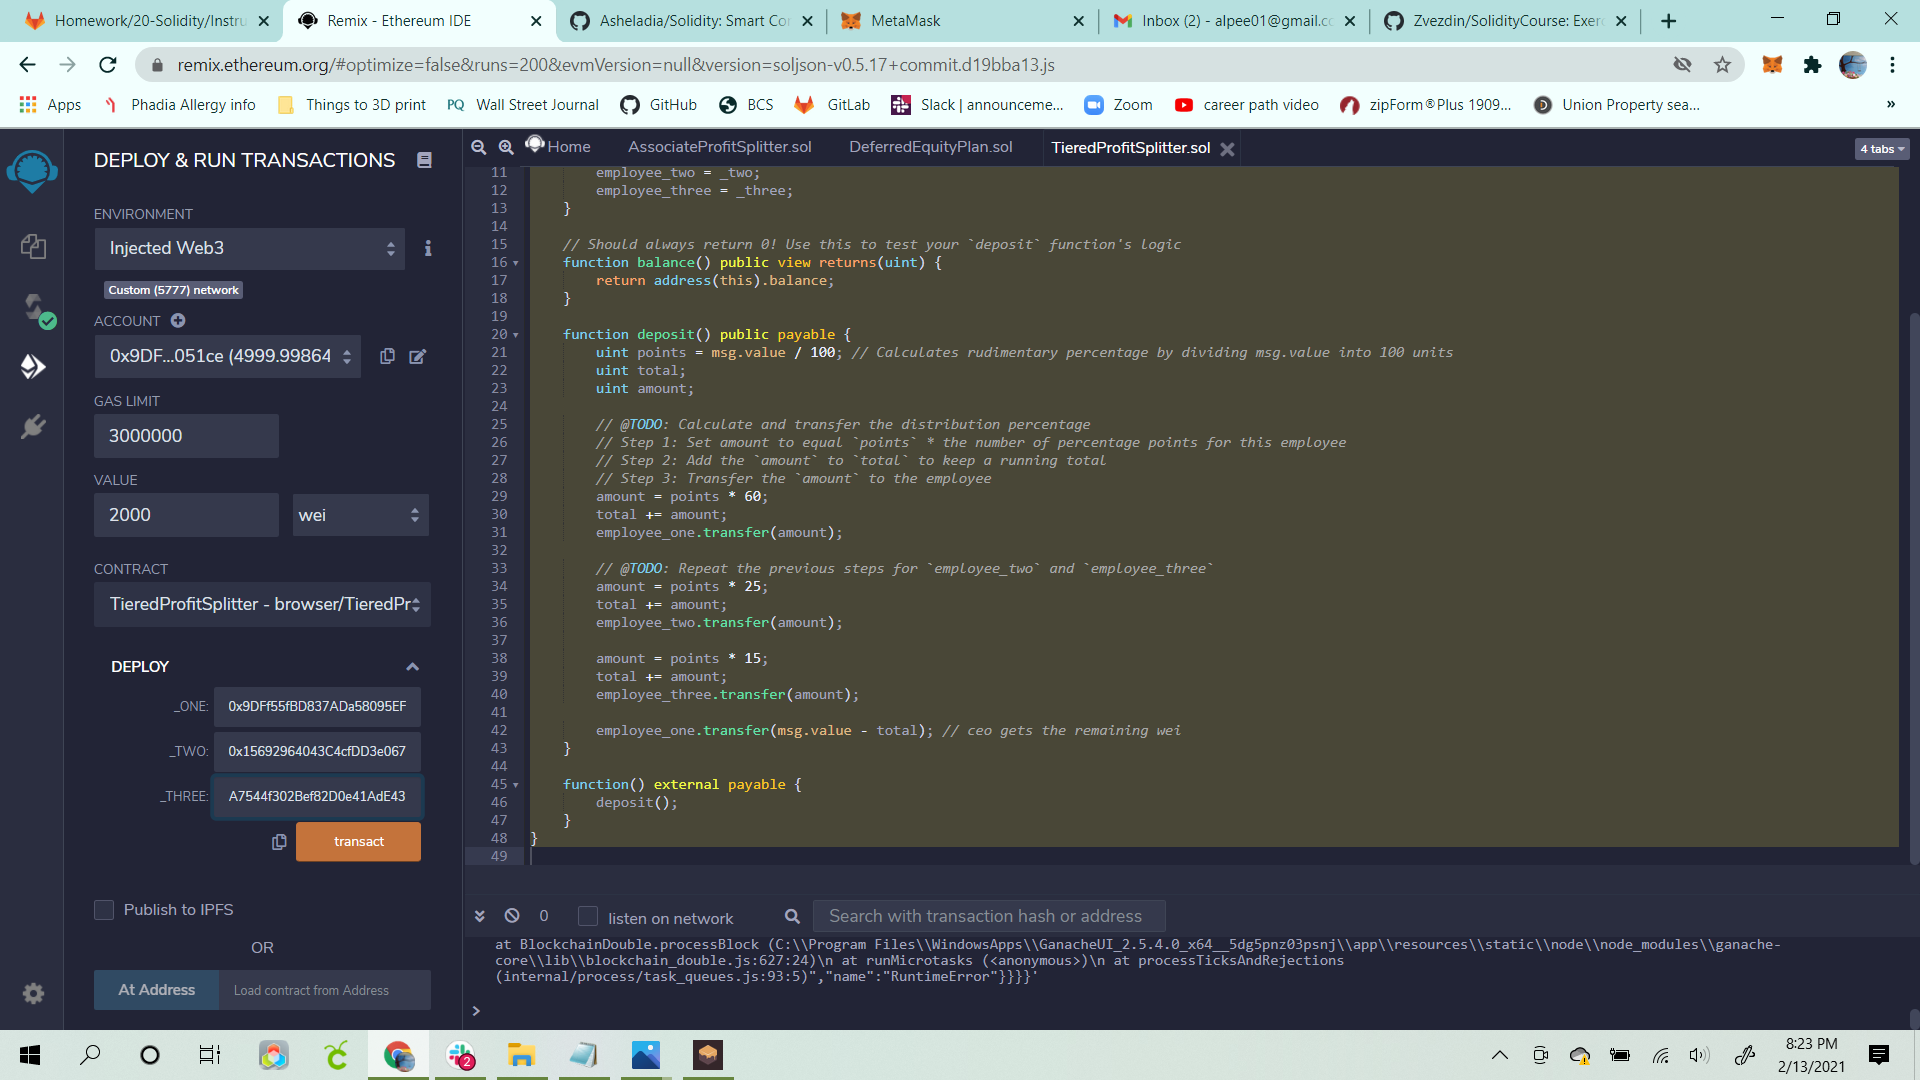 Homework/20-Solidity/Instru
Remix - Ethereum IDE
Asheladia/Solidity: Smart Co
MetaMask
Inbox (2) - alpee01@gmail.c
Zvezdin/SolidityCourse: Exer
remix.ethereum.org/#optimize=false&runs=200&evmVersion=null&version=soljson-v0.5.17+commit.d19bba13.js
Apps
Phadia Allergy info
Things to 3D print
PQ Wall Street Journal
GitHub
BCS
GitLab
Slack | announceme...
Zoom
career path video
zipForm®Plus 1909...
Union Property sea...
»
DEPLOY & RUN TRANSACTIONS
ENVIRONMENT
Injected Web3
Custom (5777) network
ACCOUNT
0x9DF...051ce (4999.99864
GAS LIMIT
3000000
VALUE
2000
wei
CONTRACT
TieredProfitSplitter - browser/TieredPr
DEPLOY
_ONE: 0x9DFf55fBD837ADa58095EF
_TWO: 0x15692964043C4cfDD3e067
_THREE: A7544f302Bef82D0e41AdE43
transact
Publish to IPFS
OR
At Address
Load contract from Address
Home
AssociateProfitSplitter.sol
DeferredEquityPlan.sol
TieredProfitSplitter.sol
4 tabs
11 employee_two = _two;
12 employee_three = _three;
13 }
14
15 // Should always return 0! Use this to test your `deposit` function's logic
16 function balance() public view returns(uint) {
17 return address(this).balance;
18 }
19
20 function deposit() public payable {
21 uint points = msg.value / 100; // Calculates rudimentary percentage by dividing msg.value into 100 units
22 uint total;
23 uint amount;
24
25 // @TODO: Calculate and transfer the distribution percentage
26 // Step 1: Set amount to equal `points` * the number of percentage points for this employee
27 // Step 2: Add the `amount` to `total` to keep a running total
28 // Step 3: Transfer the `amount` to the employee
29 amount = points * 60;
30 total += amount;
31 employee_one.transfer(amount);
32
33 // @TODO: Repeat the previous steps for `employee_two` and `employee_three`
34 amount = points * 25;
35 total += amount;
36 employee_two.transfer(amount);
37
38 amount = points * 15;
39 total += amount;
40 employee_three.transfer(amount);
41
42 employee_one.transfer(msg.value - total); // ceo gets the remaining wei
43 }
44
45 function() external payable {
46 deposit();
47 }
48 }
49
0
listen on network
Search with transaction hash or address
at BlockchainDouble.processBlock (C:\\Program Files\\WindowsApps\\GanacheUI_2.5.4.0_x64__5dg5pnz03psnj\\app\\resources\\static\\node\\node_modules\\ganache-
core\\lib\\blockchain_double.js:627:24)\n at runMicrotasks (<anonymous>)\n at processTicksAndRejections
(internal/process/task_queues.js:93:5)","name":"RuntimeError"}}}}'
>
2
8:23 PM
2/13/2021